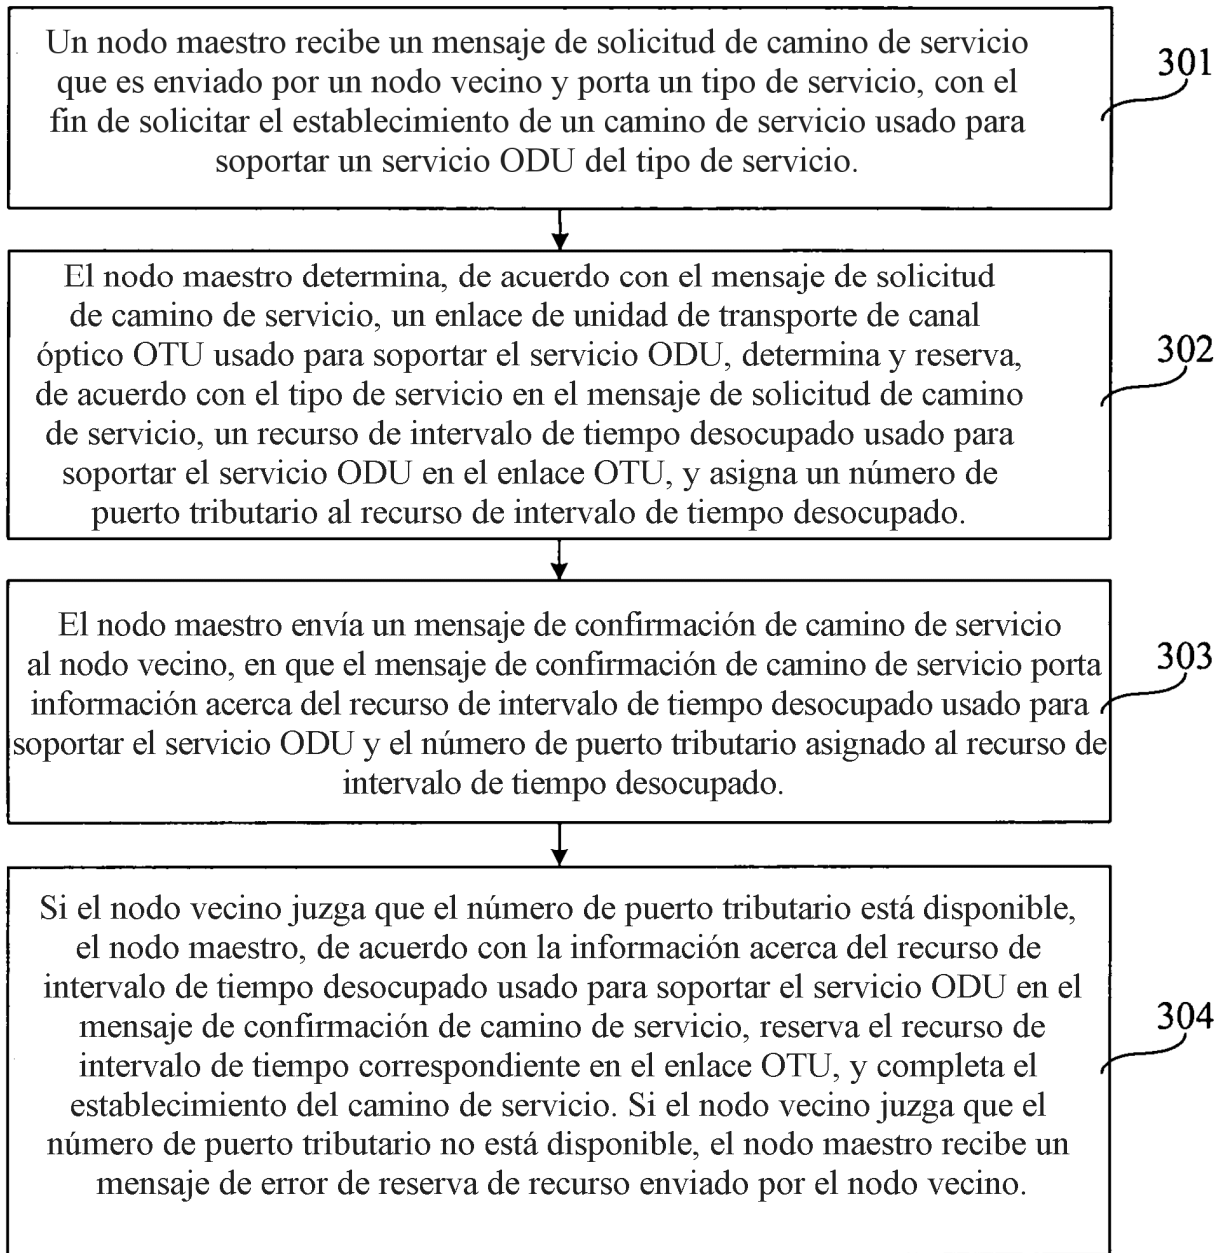 Un nodo maestro recibe un mensaje de solicitud de camino de servicio
que es enviado por un nodo vecino y porta un tipo de servicio, con el
fin de solicitar el establecimiento de un camino de servicio usado para
soportar un servicio ODU del tipo de servicio.
301
El nodo maestro determina, de acuerdo con el mensaje de solicitud
de camino de servicio, un enlace de unidad de transporte de canal
óptico OTU usado para soportar el servicio ODU, determina y reserva,
de acuerdo con el tipo de servicio en el mensaje de solicitud de camino
de servicio, un recurso de intervalo de tiempo desocupado usado para
soportar el servicio ODU en el enlace OTU, y asigna un número de
puerto tributario al recurso de intervalo de tiempo desocupado.
302
El nodo maestro envía un mensaje de confirmación de camino de servicio
al nodo vecino, en que el mensaje de confirmación de camino de servicio porta
información acerca del recurso de intervalo de tiempo desocupado usado para
soportar el servicio ODU y el número de puerto tributario asignado al recurso de
intervalo de tiempo desocupado.
303
Si el nodo vecino juzga que el número de puerto tributario está disponible,
el nodo maestro, de acuerdo con la información acerca del recurso de
intervalo de tiempo desocupado usado para soportar el servicio ODU en el
mensaje de confirmación de camino de servicio, reserva el recurso de
intervalo de tiempo correspondiente en el enlace OTU, y completa el
establecimiento del camino de servicio. Si el nodo vecino juzga que el
número de puerto tributario no está disponible, el nodo maestro recibe un
mensaje de error de reserva de recurso enviado por el nodo vecino.
304